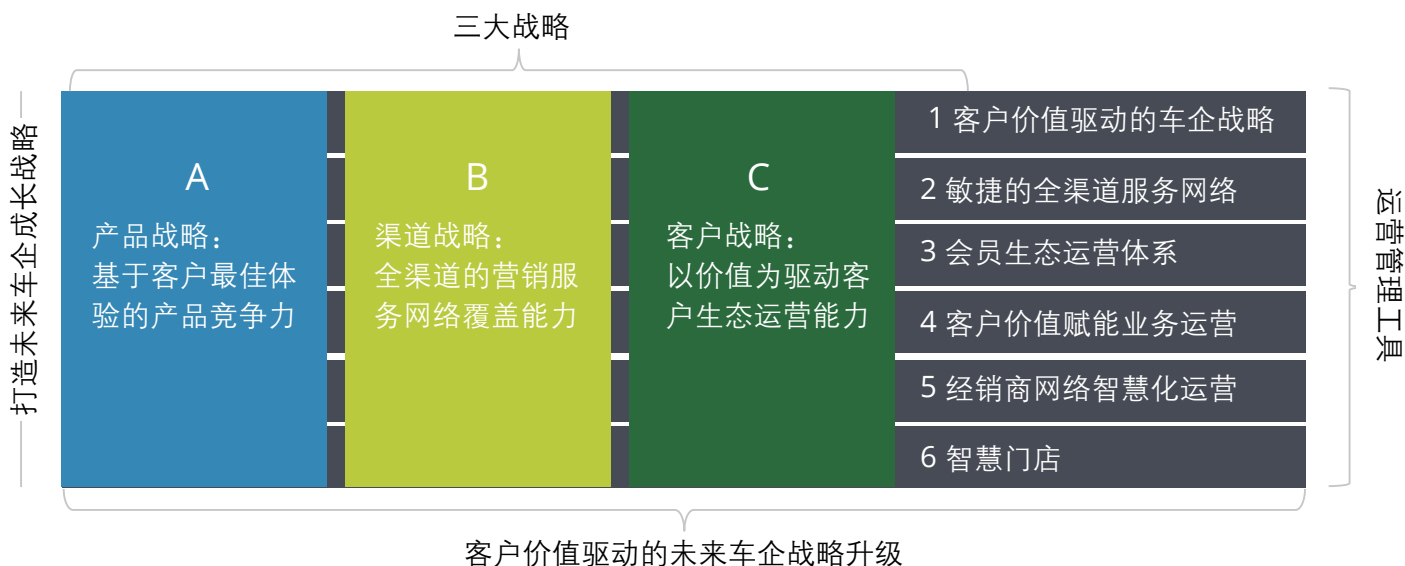 三大战略
打造未来车企成长战略
A
产品战略：
基于客户最佳体
验的产品竞争力
B
渠道战略：
全渠道的营销服
务网络覆盖能力
C
客户战略：
以价值为驱动客
户生态运营能力
1 客户价值驱动的车企战略
2 敏捷的全渠道服务网络
3 会员生态运营体系
4 客户价值赋能业务运营
5 经销商网络智慧化运营
6 智慧门店
运营管理工具
客户价值驱动的未来车企战略升级